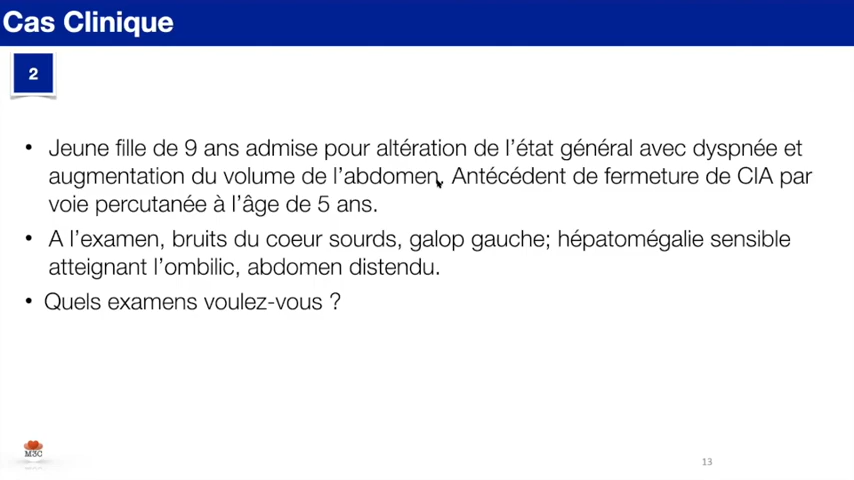 Cas Clinique
2
• Jeune fille de 9 ans admise pour altération de l'état général avec dyspnée et
augmentation du volume de l'abdomen. Antécédent de fermeture de CIA par
voie percutanée à l'âge de 5 ans.
• A l'examen, bruits du coeur sourds, galop gauche; hépatomégalie sensible
atteignant l'ombilic, abdomen distendu.
• Quels examens voulez-vous ?
M3C
13